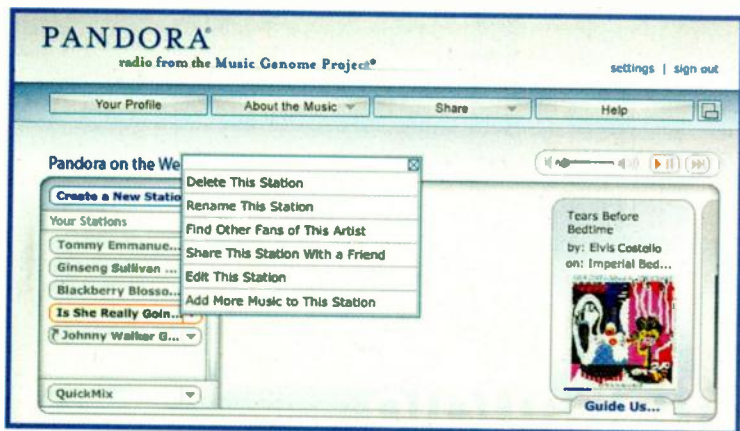 PANDORA®
radio from the Music Genome Project®
settings | sign out
Your Profile
About the Music
Share
Help
Pandora on the We
Create a New Statio
Your Stations
Tommy Emmanue...
Ginseng Sullivan ...
Blackberry Blosso...
Is She Really Goin...
Johnny Walker G...
QuickMix
Delete This Station
Rename This Station
Find Other Fans of This Artist
Share This Station With a Friend
Edit This Station
Add More Music to This Station
Tears Before
Bedtime
by: Elvis Costello
on: Imperial Bed...
Guide Us...